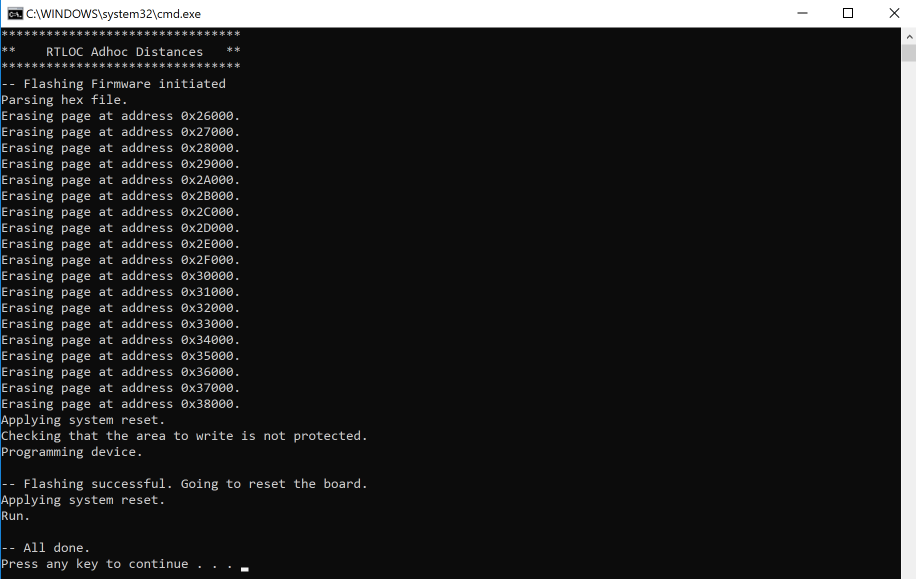 C:\WINDOWS\system32\cmd.exe
********************************
**    RTLOC Adhoc Distances   **
********************************
-- Flashing Firmware initiated
Parsing hex file.
Erasing page at address 0x26000.
Erasing page at address 0x27000.
Erasing page at address 0x28000.
Erasing page at address 0x29000.
Erasing page at address 0x2A000.
Erasing page at address 0x2B000.
Erasing page at address 0x2C000.
Erasing page at address 0x2D000.
Erasing page at address 0x2E000.
Erasing page at address 0x2F000.
Erasing page at address 0x30000.
Erasing page at address 0x31000.
Erasing page at address 0x32000.
Erasing page at address 0x33000.
Erasing page at address 0x34000.
Erasing page at address 0x35000.
Erasing page at address 0x36000.
Erasing page at address 0x37000.
Erasing page at address 0x38000.
Applying system reset.
Checking that the area to write is not protected.
Programming device.
-- Flashing successful. Going to reset the board.
Applying system reset.
Run.
-- All done.
Press any key to continue . . .